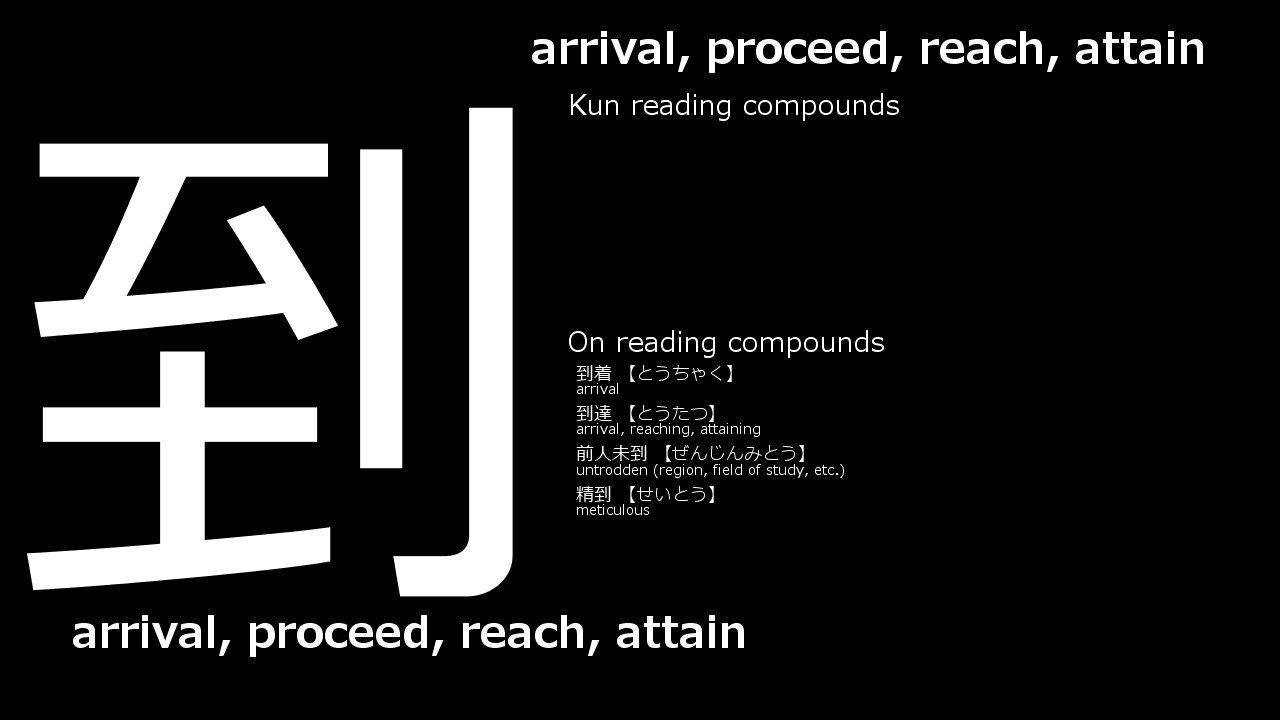 到
arrival, proceed, reach, attain
arrival, proceed, reach, attain
Kun reading compounds
On reading compounds
到着 【とうちゃく】
arrival
到達 【とうたつ】
arrival, reaching, attaining
前人未到 【ぜんじんみとう】
untrodden (region, field of study, etc.)
精到 【せいとう】
meticulous